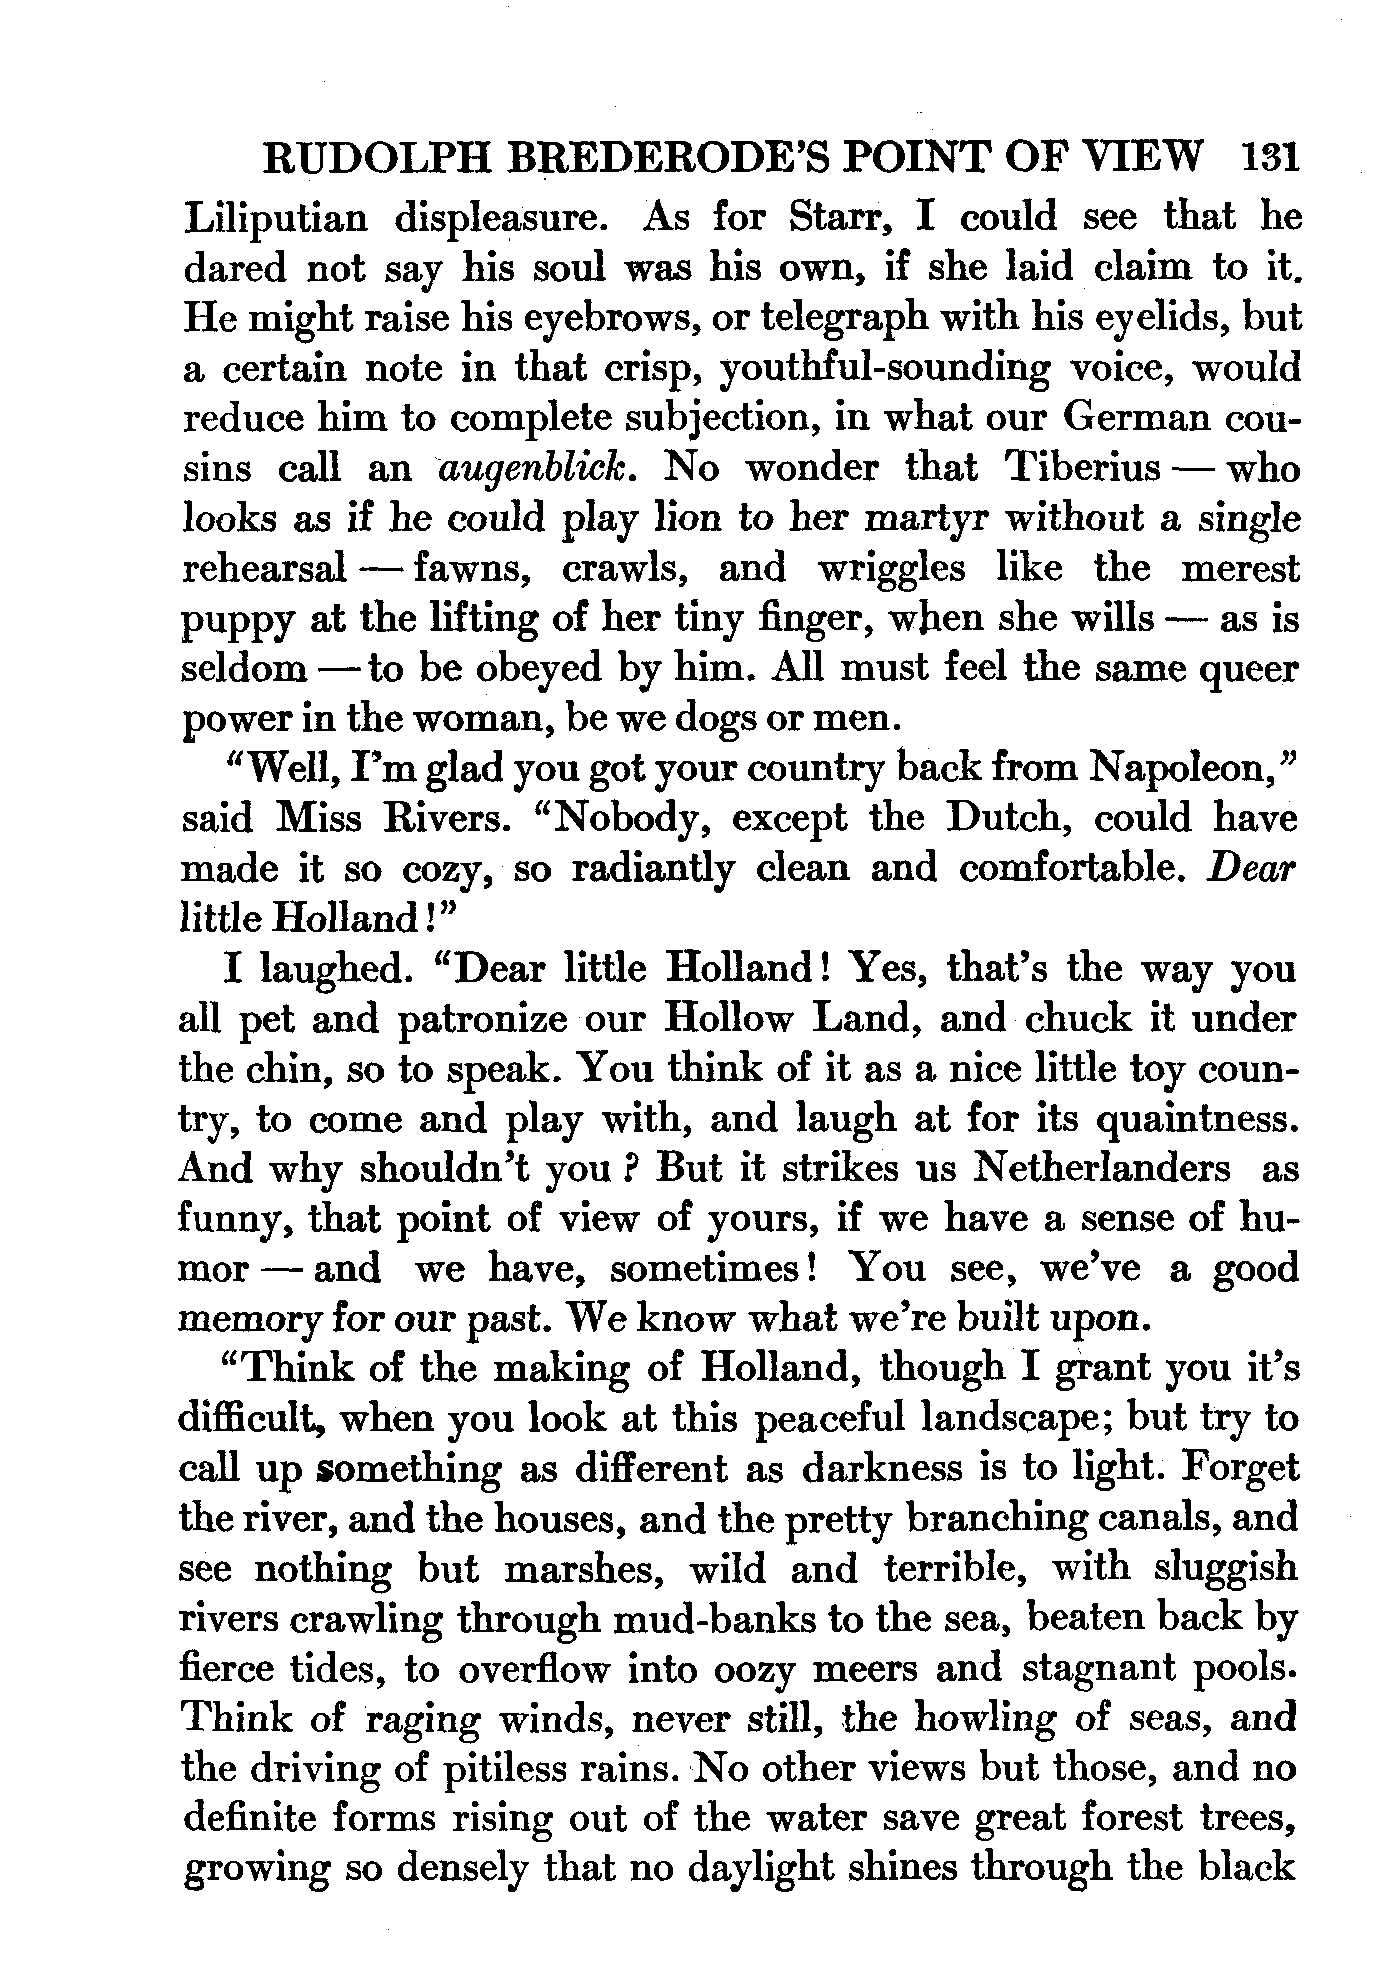 RUDOLPH BREDERODE'S POINT OF VIEW 131
Liliputian displeasure. As for Starr, I could see that he
dared not say his soul was his own, if she laid claim to it.
He might raise his eyebrows, or telegraph with his eyelids, but
a certain note in that crisp, youthful-sounding voice, would
reduce him to complete subjection, in what our German cou-
sins call an augenblick. No wonder that Tiberius — who
looks as if he could play lion to her martyr without a single
rehearsal — fawns, crawls, and wriggles like the merest
puppy at the lifting of her tiny finger, when she wills — as is
seldom — to be obeyed by him. All must feel the same queer
power in the woman, be we dogs or men.
"Well, I'm glad you got your country back from Napoleon,"
said Miss Rivers. "Nobody, except the Dutch, could have
made it so cozy, so radiantly clean and comfortable. Dear
little Holland!"
I laughed. "Dear little Holland! Yes, that's the way you
all pet and patronize our Hollow Land, and chuck it under
the chin, so to speak. You think of it as a nice little toy coun-
try, to come and play with, and laugh at for its quaintness.
And why shouldn't you? But it strikes us Netherlanders as
funny, that point of view of yours, if we have a sense of hu-
mor — and we have, sometimes! You see, we've a good
memory for our past. We know what we're built upon.
"Think of the making of Holland, though I grant you it's
difficult, when you look at this peaceful landscape; but try to
call up something as different as darkness is to light. Forget
the river, and the houses, and the pretty branching canals, and
see nothing but marshes, wild and terrible, with sluggish
rivers crawling through mud-banks to the sea, beaten back by
fierce tides, to overflow into oozy meers and stagnant pools.
Think of raging winds, never still, the howling of seas, and
the driving of pitiless rains. No other views but those, and no
definite forms rising out of the water save great forest trees,
growing so densely that no daylight shines through the black